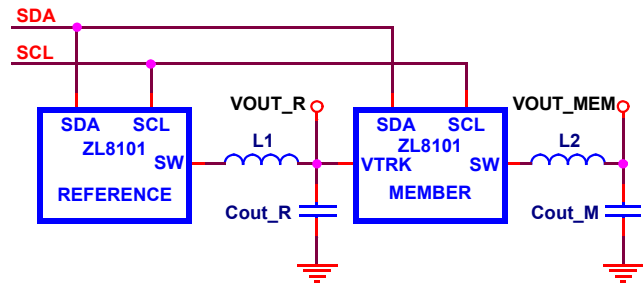 SDA
SCL
VOUT_R
VOUT_MEM
SDA SCL
ZL8101
SW
REFERENCE
L1
Cout_R
SDA SCL
ZL8101
VTRK
SW
MEMBER
L2
Cout_M